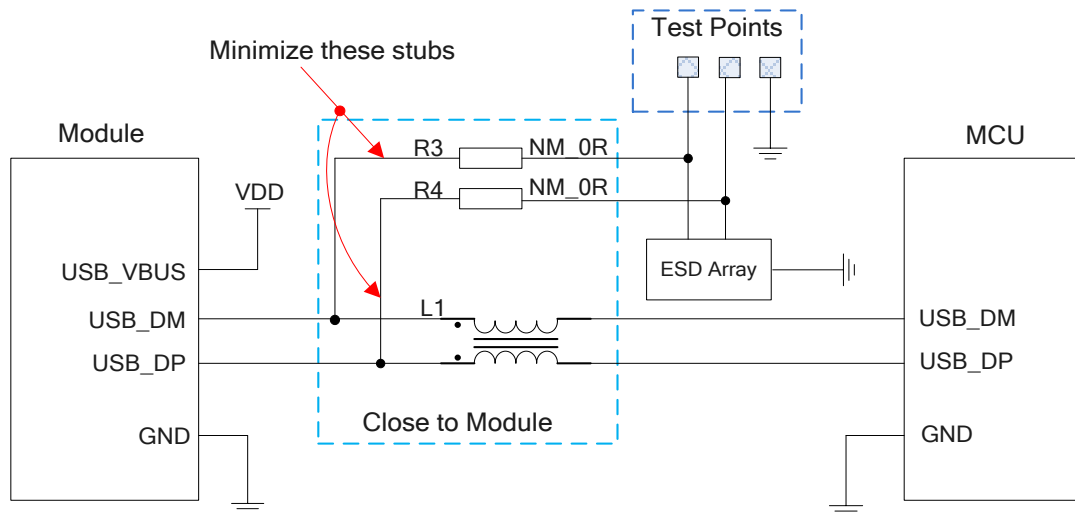 Test Points
Minimize these stubs
Module
MCU
R3
NM_0R
R4
NM_0R
VDD
USB_VBUS
ESD Array
USB_DM
L1
USB_DM
USB_DP
USB_DP
Close to Module
GND
GND